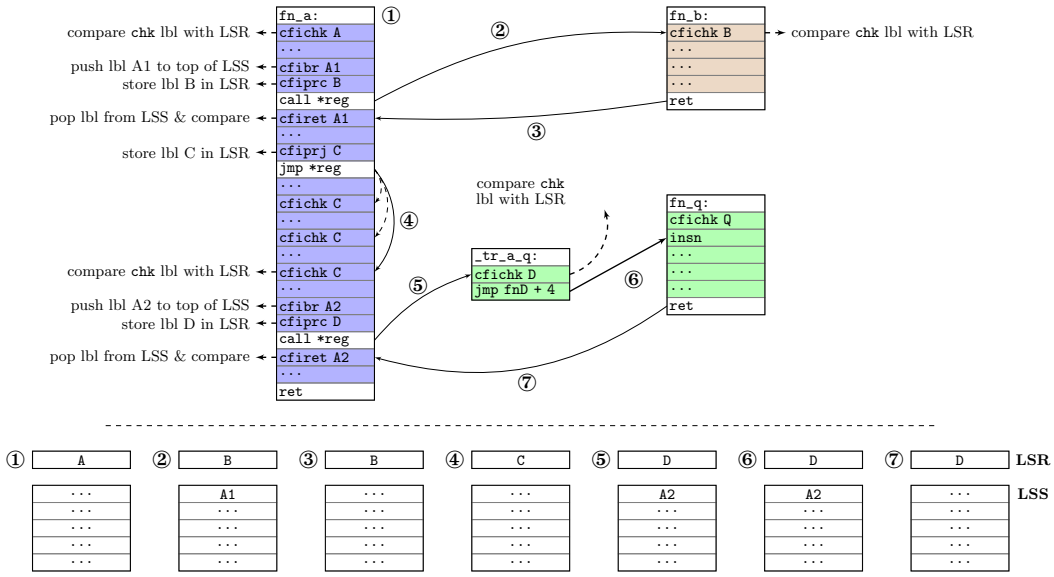 fn_a:
①
compare chk lbl with LSR
cfichk A
···
push lbl A1 to top of LSS
cfibr A1
store lbl B in LSR
cfiprc B
call *reg
pop lbl from LSS & compare
cfiret A1
···
store lbl C in LSR
cfiprj C
jmp *reg
···
cfichk C
···
cfichk C
···
compare chk lbl with LSR
cfichk C
···
push lbl A2 to top of LSS
cfibr A2
store lbl D in LSR
cfiprc D
call *reg
pop lbl from LSS & compare
cfiret A2
···
ret
②
③
④
⑤
⑥
⑦
fn_b:
cfichk B
compare chk lbl with LSR
···
···
···
ret
compare chk
lbl with LSR
_tr_a_q:
cfichk D
jmp fnD + 4
fn_q:
cfichk Q
insn
···
···
···
ret
① A ② B ③ B ④ C ⑤ D ⑥ D ⑦ D LSR
··· A1 ··· ··· A2 A2 ··· LSS
··· ··· ··· ··· ··· ··· ···
··· ··· ··· ··· ··· ··· ···
··· ··· ··· ··· ··· ··· ···
··· ··· ··· ··· ··· ··· ···